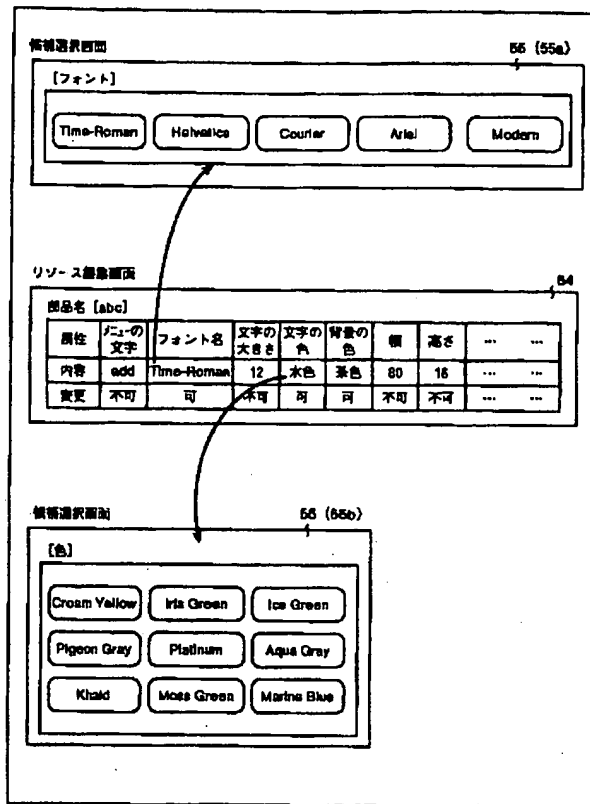 候補選択画面 55 (55a)
[フォント]
Time-Roman Helvetica Courier Ariel Modern
リソース編集画面 54
部品名 [abc]
属性 メニューの文字 フォント名 文字の大きさ 文字の色 背景の色 幅 高さ … …
内容 add Time-Roman 12 水色 茶色 80 16 … …
変更 不可 可 不可 可 可 不可 不可 … …
候補選択画面 55 (55b)
[色]
Cream Yellow Iris Green Ice Green
Pigeon Gray Platinum Aqua Gray
Khaki Moss Green Marine Blue